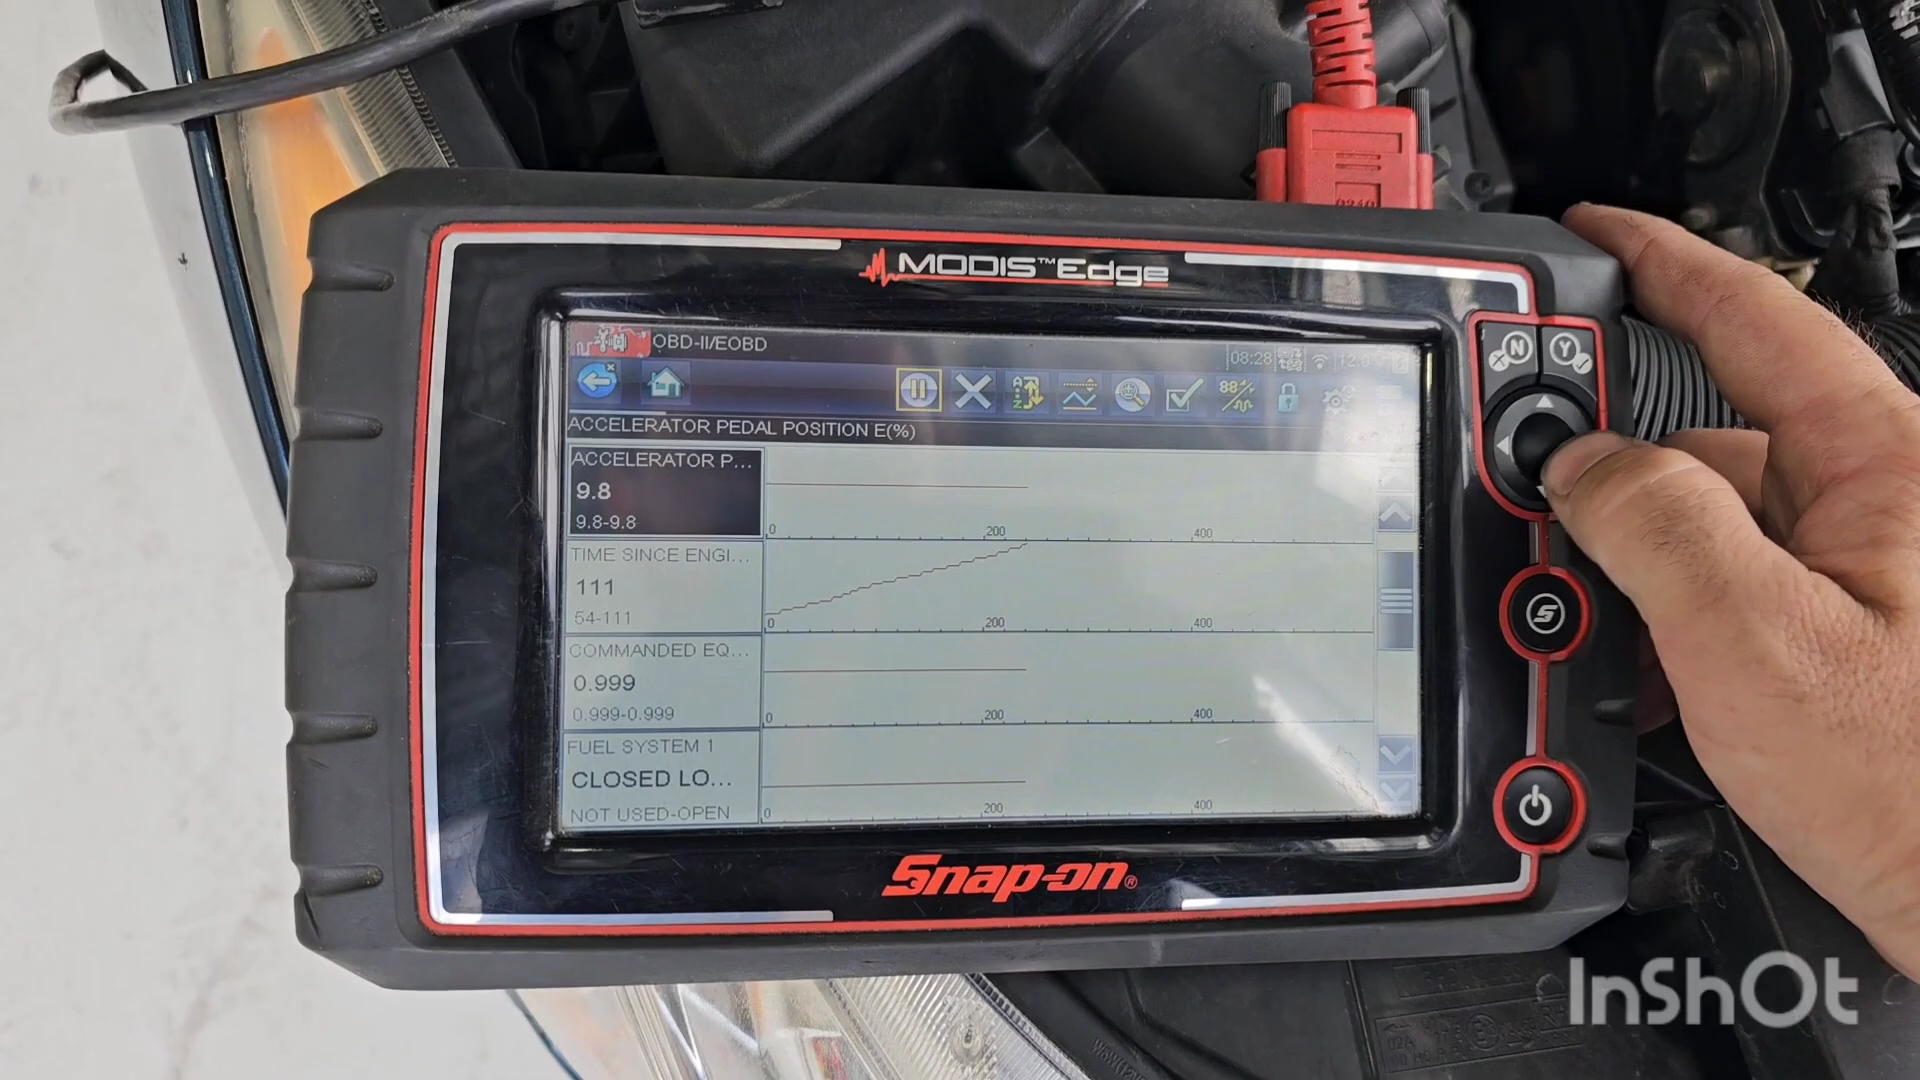 MODIS™Edge
OBD-II/EOBD
08:28
ACCELERATOR PEDAL POSITION E(%)
ACCELERATOR P...
9.8
9.8-9.8
0 200 400
TIME SINCE ENGI...
111
54-111
0 200 400
COMMANDED EQ...
0.999
0.999-0.999
0 200 400
FUEL SYSTEM 1
CLOSED LO...
NOT USED-OPEN
0 200 400
N
Y
S
Snap-on®
InShOt